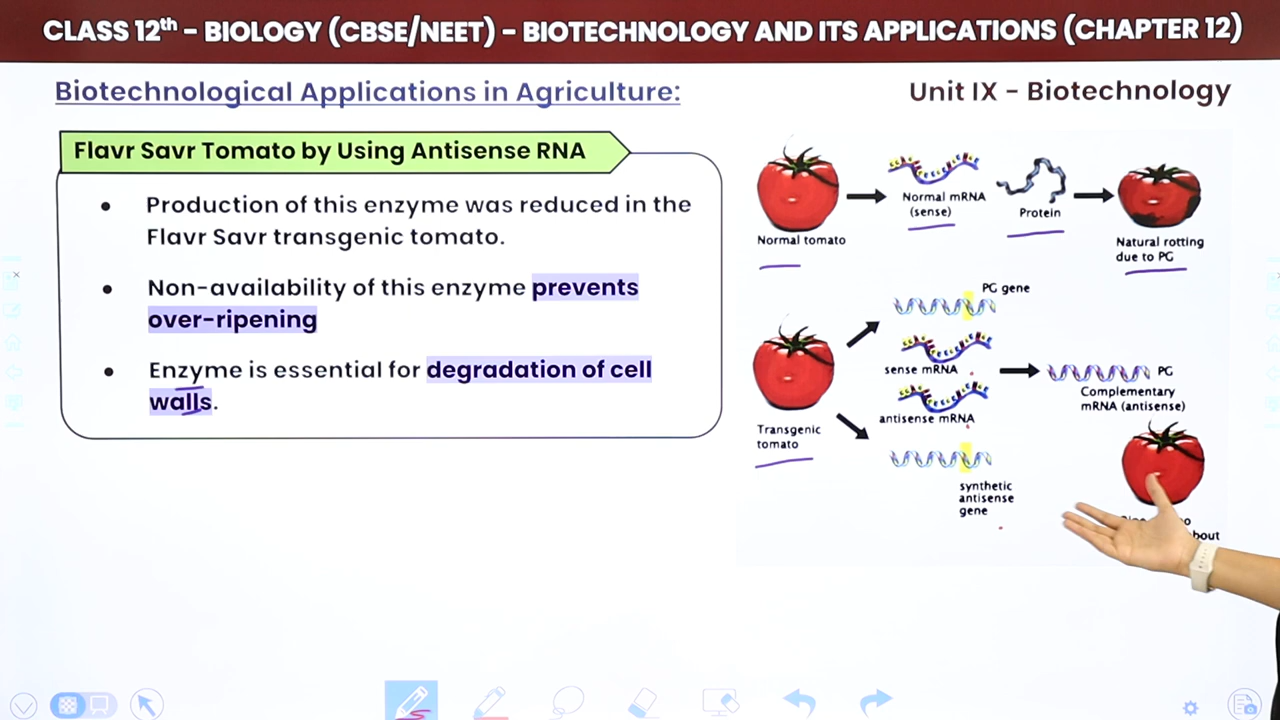 CLASS 12th - BIOLOGY (CBSE/NEET) - BIOTECHNOLOGY AND ITS APPLICATIONS (CHAPTER 12)
Biotechnological Applications in Agriculture:
Unit IX - Biotechnology
Flavr Savr Tomato by Using Antisense RNA
• Production of this enzyme was reduced in the
Flavr Savr transgenic tomato.
• Non-availability of this enzyme prevents
over-ripening
• Enzyme is essential for degradation of cell
walls.
Normal tomato
Normal mRNA
(sense)
Protein
Natural rotting
due to PG
PG gene
sense mRNA
PG
Complementary
mRNA (antisense)
antisense mRNA
Transgenic
tomato
synthetic
antisense
gene